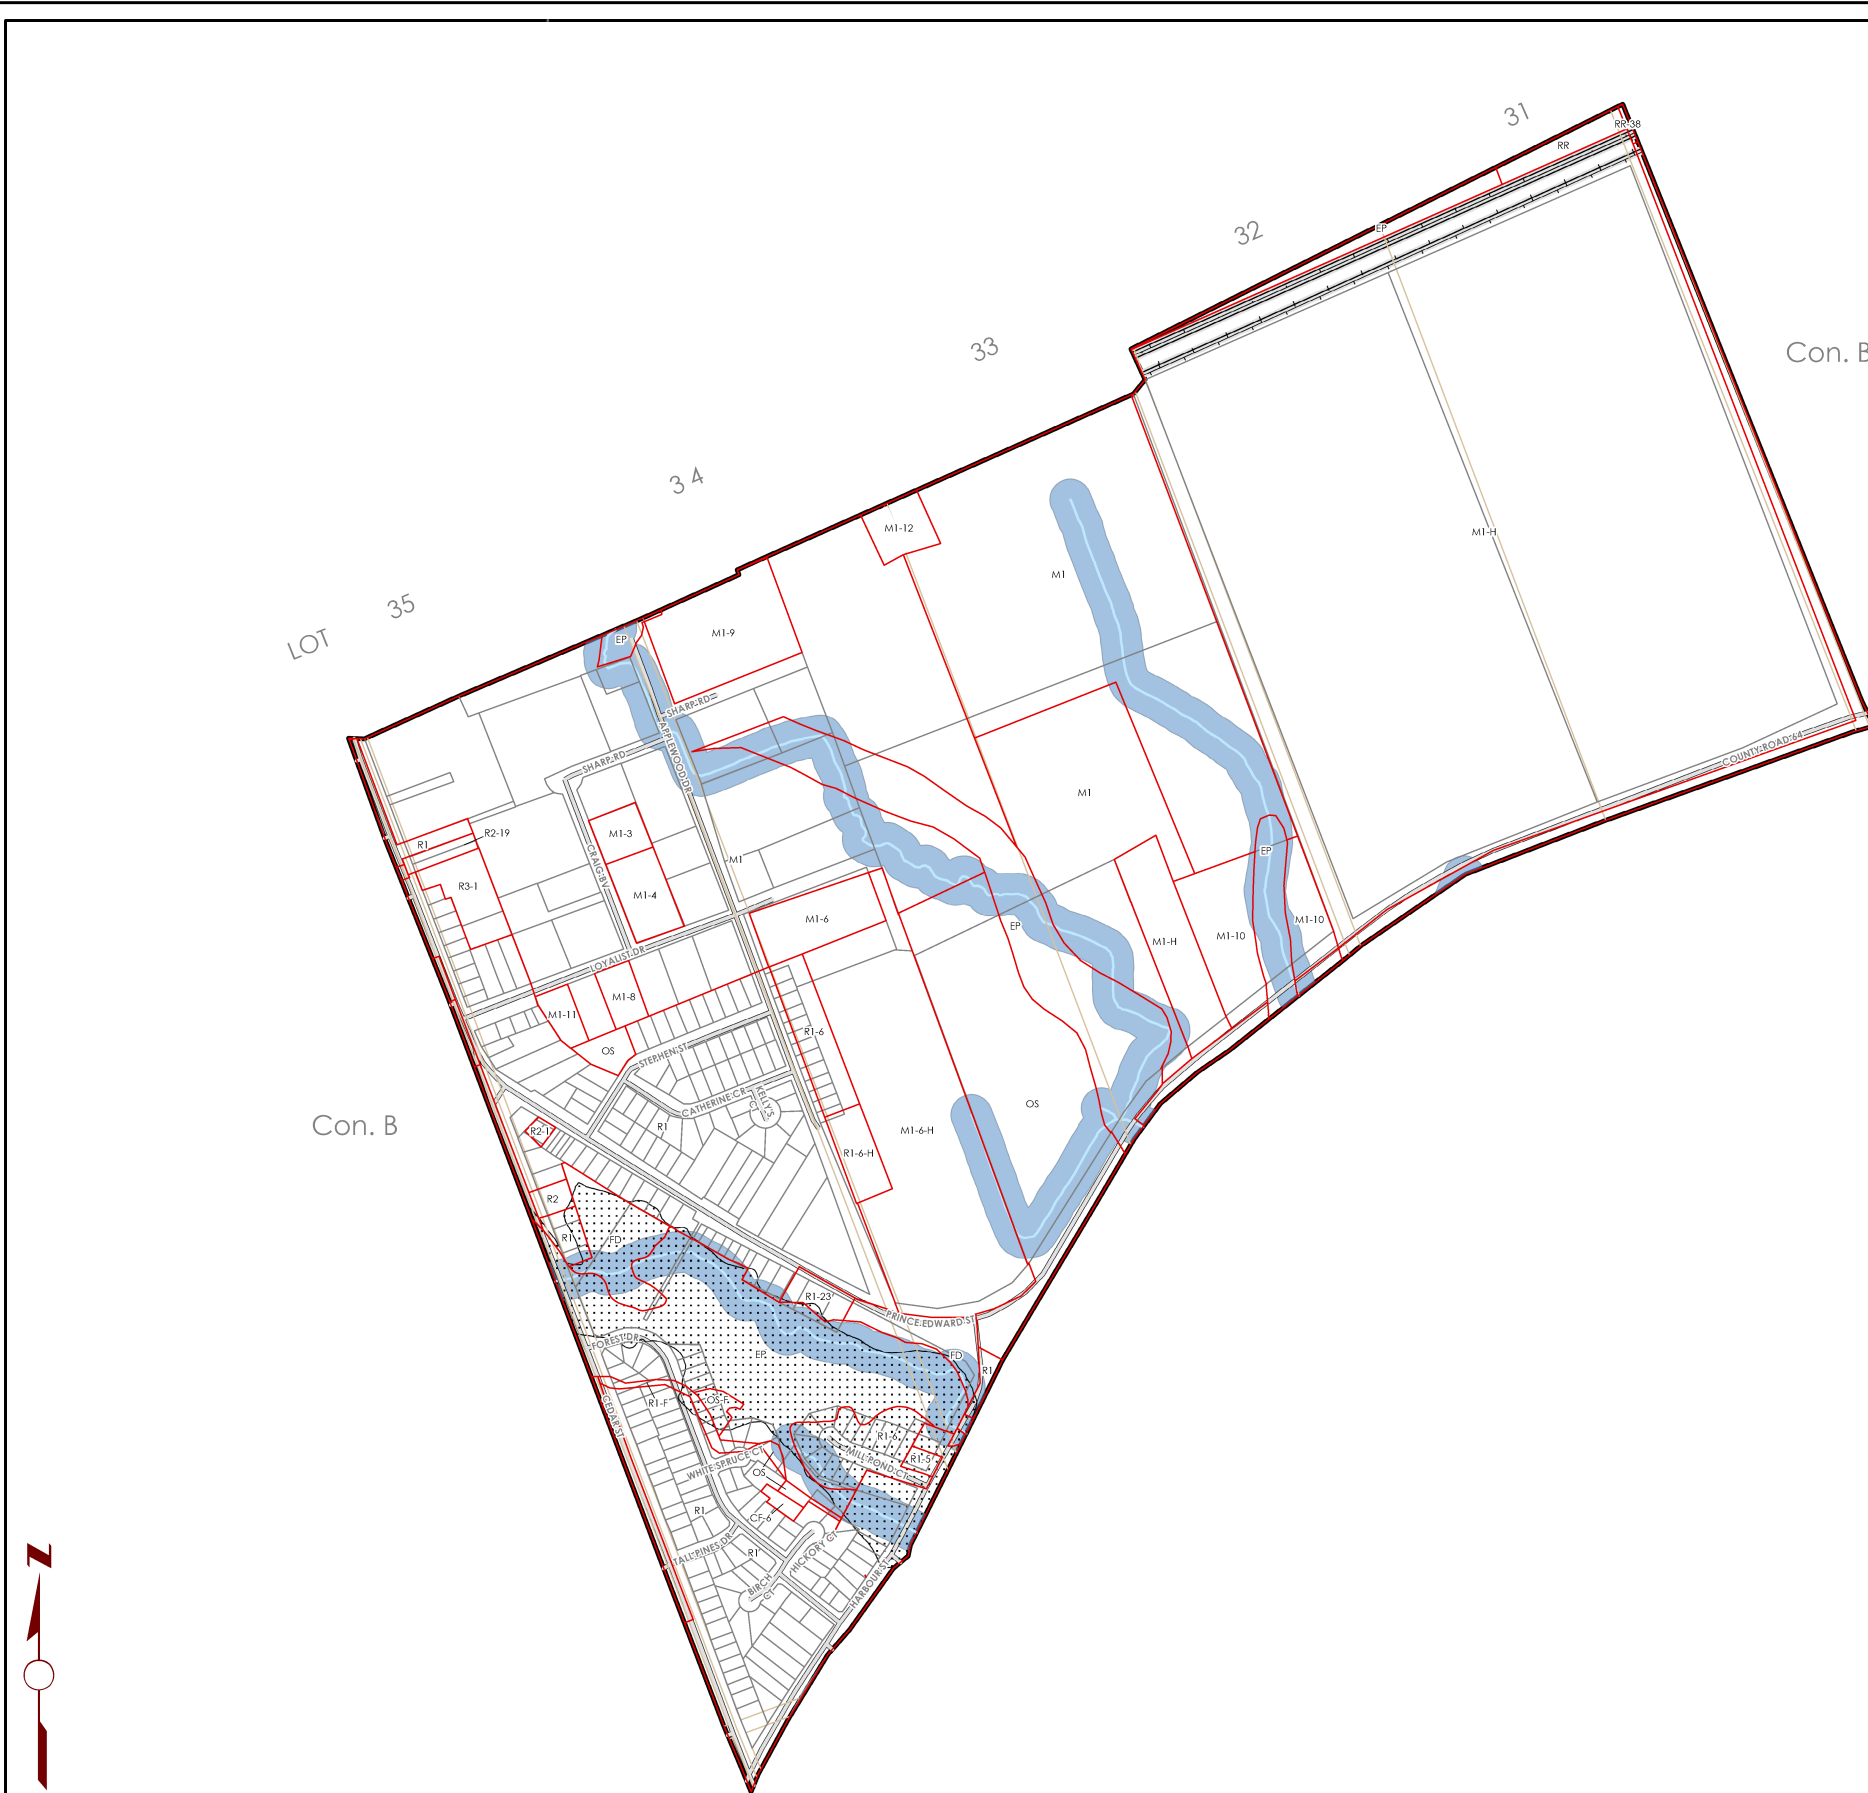 31
RR-38
RR
32
EP
33
Con. B
3 4
M1-12
M1-H
M1
35
LOT
EP
M1-9
SHARP RD
APPLEWOOD DR
SHARP RD
COUNTY ROAD 64
M1
R2-19
R1
M1-3
CRAIG BV
M1
EP
R3-1
M1-4
M1-6
EP
M1-10
M1-10
M1-H
LOYALIST DR
M1-8
M1-11
R1-6
OS
STEPHEN ST
CATHERINE CR
KELLY'S CT
OS
Con. B
R1
R2-1
M1-6-H
R1-6-H
R2
R1
FD
R1-23
PRINCE EDWARD ST
FOREST DR
EP
FD
R1
CEDAR ST
R1-F
OS-F
R1-6
MILL POND CT
R1-5
WHITE SPRUCE CT
OS
R1
CF-6
TALL PINES DR
R1
HICKORY CT
BIRCH CT
HARBOUR ST
N